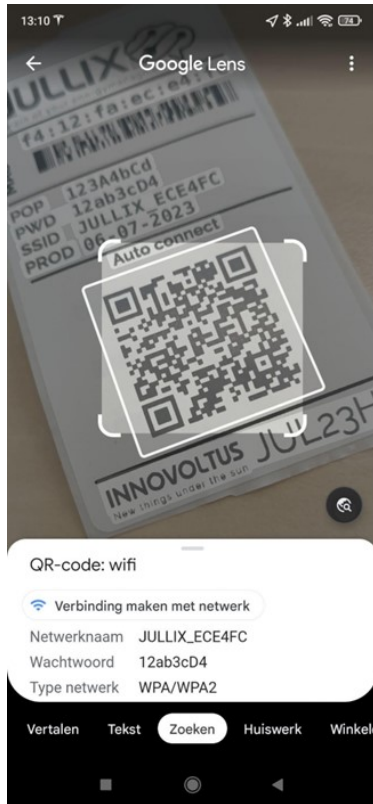 13:10
74
Google Lens
JULLIX
f4:12:fa:ec:e4:
POP 123A4bCd
PWD 12ab3cD4
SSID JULLIX_ECE4FC
PROD 06-07-2023
Auto connect
INNOVOLTUS JUL23H
New things under the sun
QR-code: wifi
Verbinding maken met netwerk
Netwerknaam JULLIX_ECE4FC
Wachtwoord 12ab3cD4
Type netwerk WPA/WPA2
Vertalen Tekst Zoeken Huiswerk Winkel